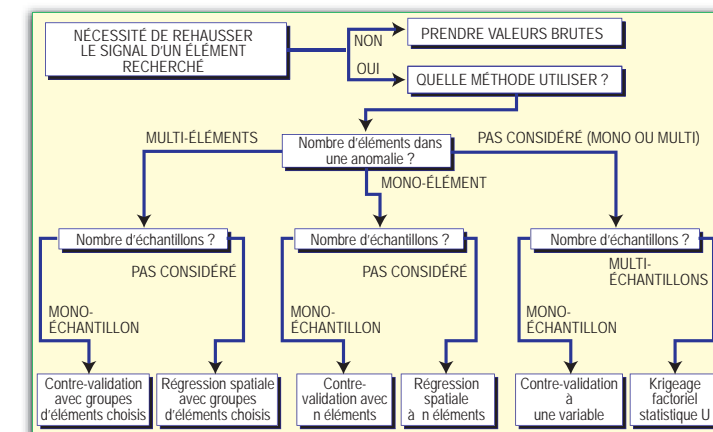 NÉCESSITÉ DE REHAUSSER
LE SIGNAL D'UN ÉLÉMENT
RECHERCHÉ
NON
PRENDRE VALEURS BRUTES
OUI
QUELLE MÉTHODE UTILISER ?
MULTI-ÉLÉMENTS
Nombre d'éléments dans
une anomalie ?
PAS CONSIDÉRÉ (MONO OU MULTI)
MONO-ÉLÉMENT
Nombre d'échantillons ?
Nombre d'échantillons ?
Nombre d'échantillons ?
PAS CONSIDÉRÉ
PAS CONSIDÉRÉ
MULTI-
ÉCHANTILLONS
MONO-
ÉCHANTILLON
MONO-
ÉCHANTILLON
MONO-
ÉCHANTILLON
Contre-validation
avec groupes
d'éléments choisis
Régression spatiale
avec groupes
d'éléments choisis
Contre-
validation avec
n éléments
Régression
spatiale
à n éléments
Contre-validation
à
une variable
Krigeage
factoriel
statistique U